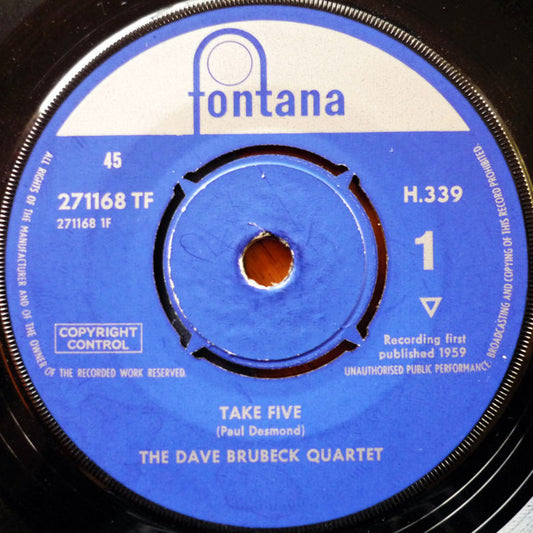 fontana
45
271168 TF
271168 1F
H.339
1
COPYRIGHT
CONTROL
Recording first
published 1959
TAKE FIVE
(Paul Desmond)
THE DAVE BRUBECK QUARTET
ALL RIGHTS OF THE MANUFACTURER AND OF THE OWNER OF THE RECORDED WORK RESERVED.
UNAUTHORISED PUBLIC PERFORMANCE, BROADCASTING AND COPYING OF THIS RECORD PROHIBITED.